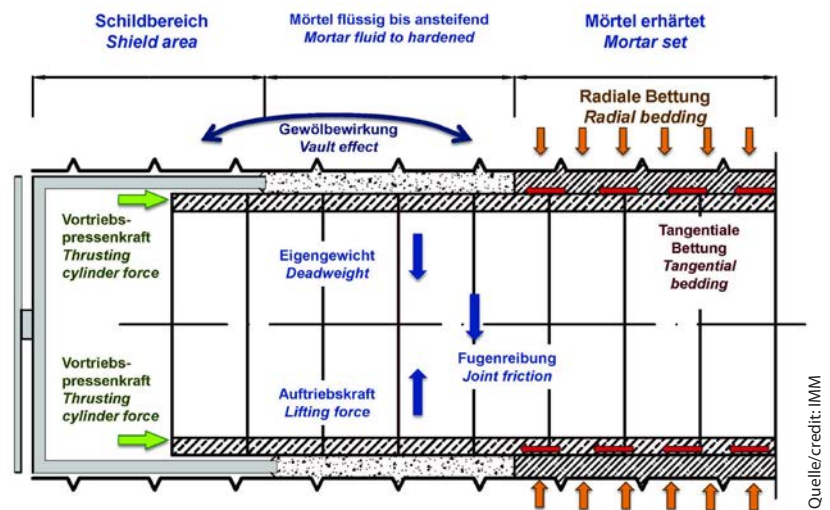 Schildbereich
Shield area
Mörtel flüssig bis ansteifend
Mortar fluid to hardened
Mörtel erhärtet
Mortar set
Radiale Bettung
Radial bedding
Gewölbewirkung
Vault effect
Vortriebs-
pressenkraft
Thrusting
cylinder force
Eigengewicht
Deadweight
Tangentiale
Bettung
Tangential
bedding
Vortriebs-
pressenkraft
Thrusting
cylinder force
Auftriebskraft
Lifting force
Fugenreibung
Joint friction
Quelle/credit: IMM